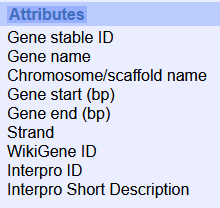 Attributes
Gene stable ID
Gene name
Chromosome/scaffold name
Gene start (bp)
Gene end (bp)
Strand
WikiGene ID
Interpro ID
Interpro Short Description